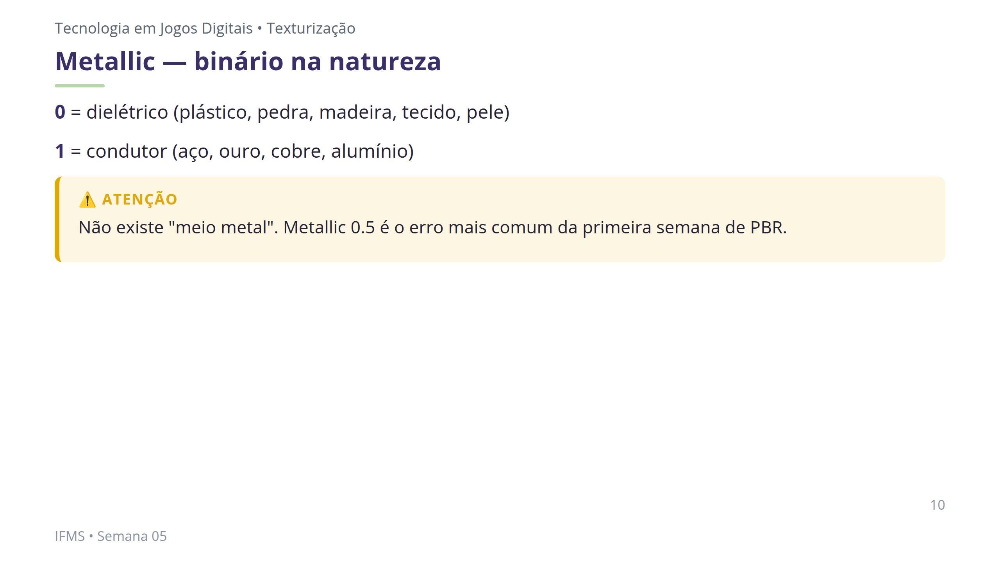 Tecnologia em Jogos Digitais • Texturização
Metallic — binário na natureza
0 = dielétrico (plástico, pedra, madeira, tecido, pele)
1 = condutor (aço, ouro, cobre, alumínio)
⚠️ ATENÇÃO
Não existe "meio metal". Metallic 0.5 é o erro mais comum da primeira semana de PBR.
10
IFMS • Semana 05